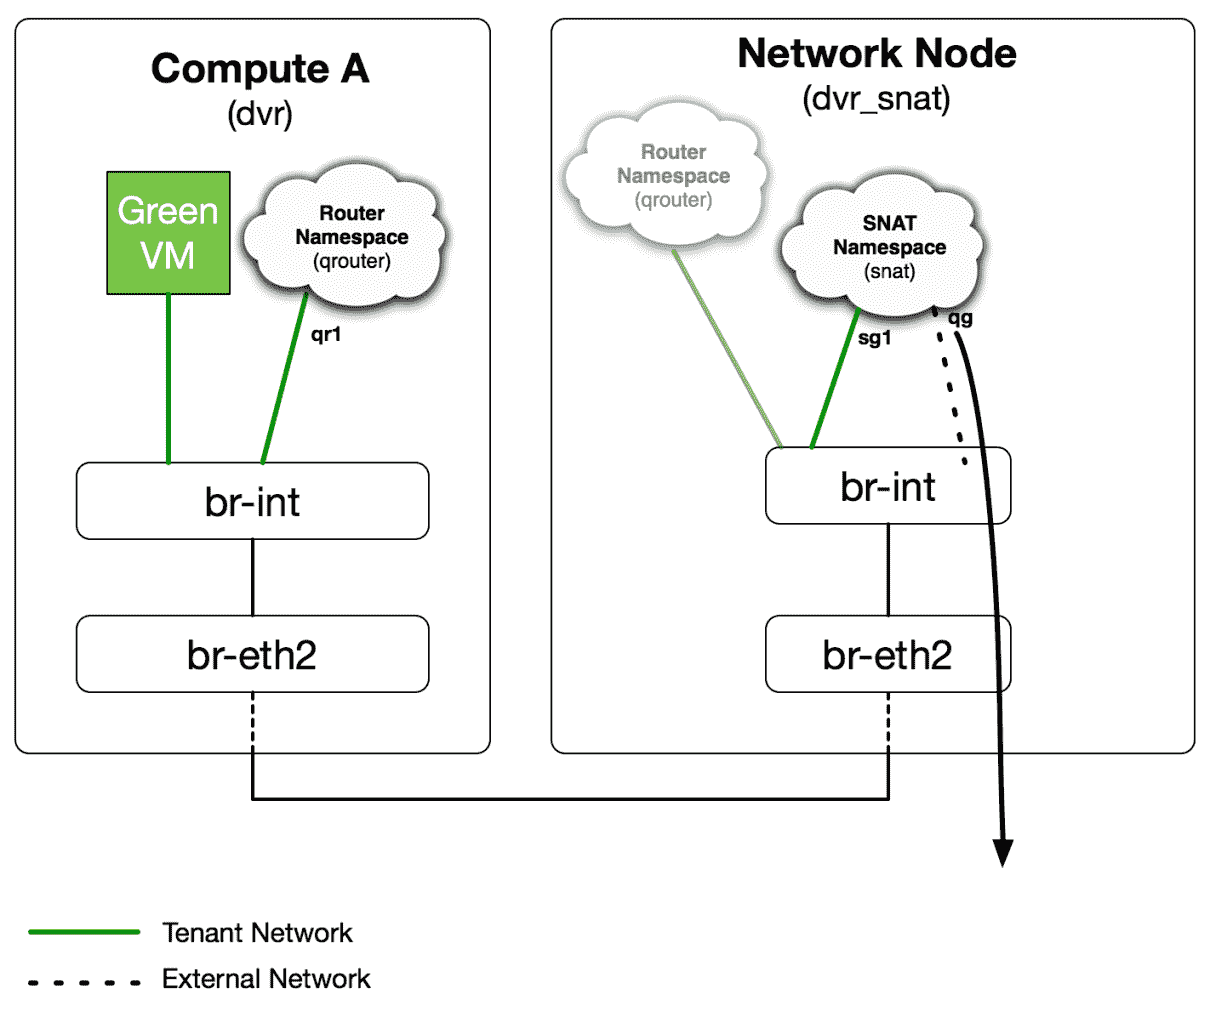 Compute A
(dvr)
Green
VM
Router
Namespace
(qrouter)
qr1
br-int
br-eth2
Network Node
(dvr_snat)
Router
Namespace
(qrouter)
SNAT
Namespace
(snat)
sg1
qg
br-int
br-eth2
Tenant Network
External Network